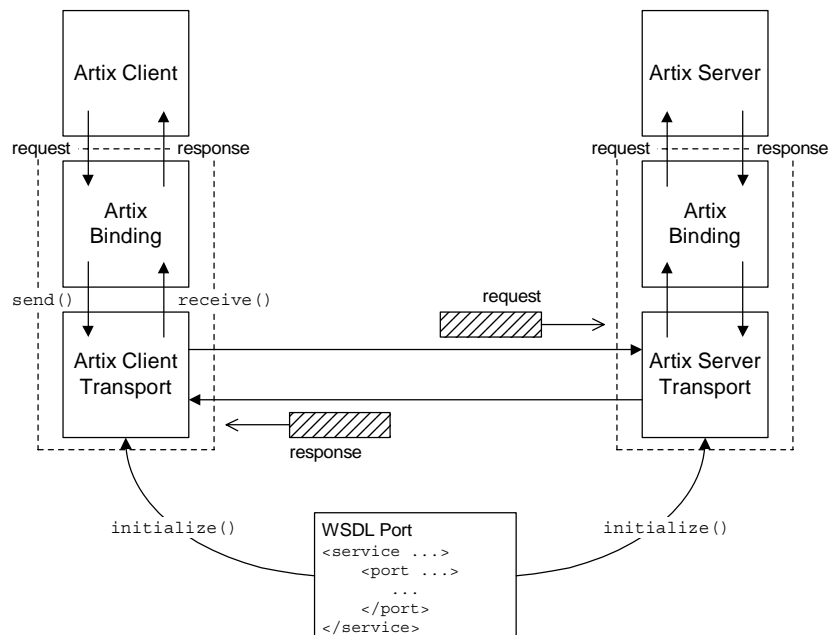 Artix Client
Artix Server
request
response
request
response
Artix
Binding
Artix
Binding
send()
receive()
request
Artix Client
Transport
Artix Server
Transport
response
initialize()
initialize()
WSDL Port
<service ...>
<port ...>
...
</port>
</service>